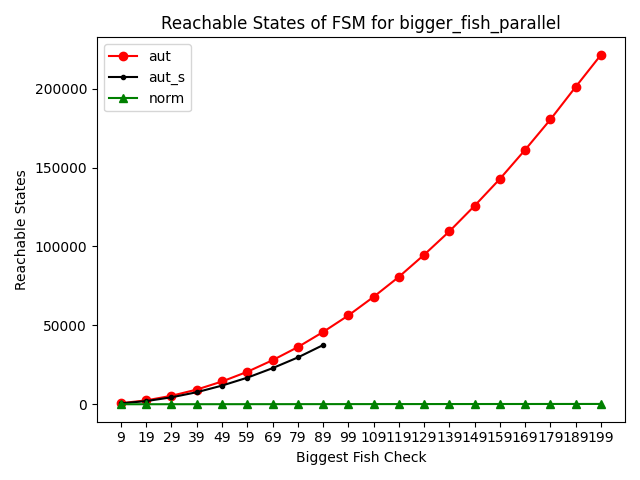 Reachable States of FSM for bigger_fish_parallel
aut
aut_s
norm
Reachable States
200000
150000
100000
50000
0
9 19 29 39 49 59 69 79 89 99 109 119 129 139 149 159 169 179 189 199
Biggest Fish Check